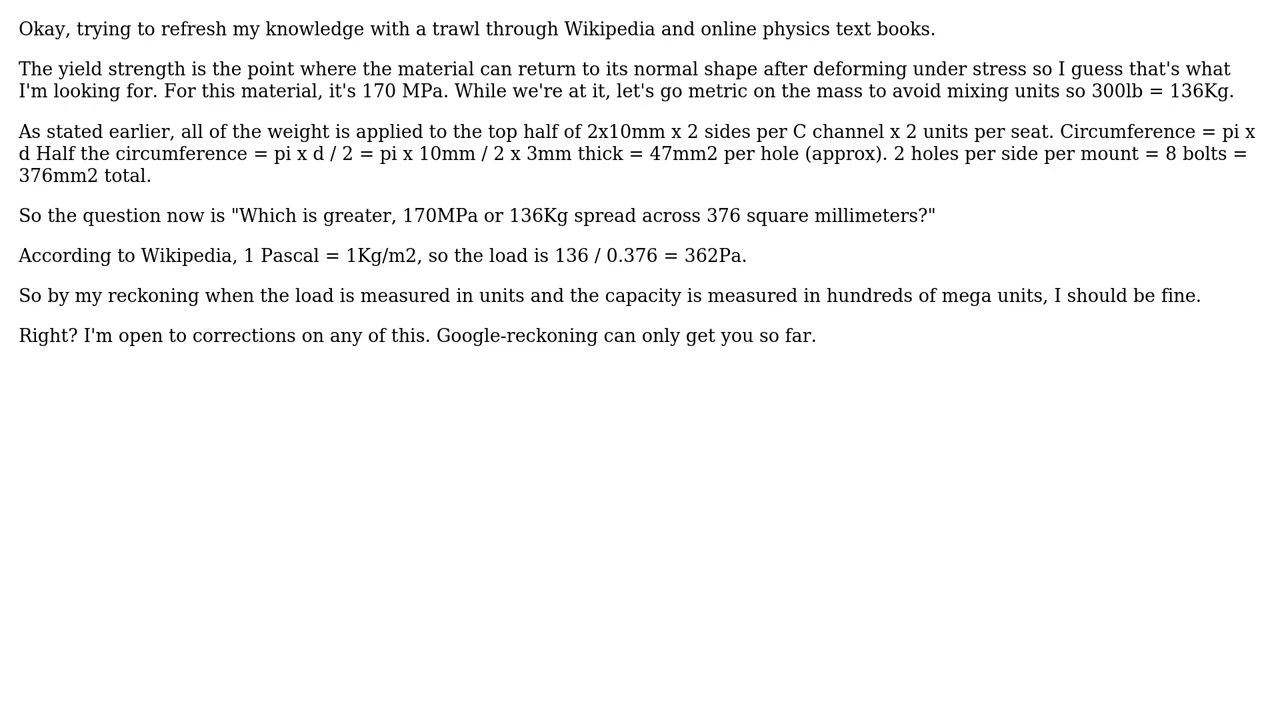 Okay, trying to refresh my knowledge with a trawl through Wikipedia and online physics text books.
The yield strength is the point where the material can return to its normal shape after deforming under stress so I guess that's what
I'm looking for. For this material, it's 170 MPa. While we're at it, let's go metric on the mass to avoid mixing units so 300lb = 136Kg.
As stated earlier, all of the weight is applied to the top half of 2x10mm x 2 sides per C channel x 2 units per seat. Circumference = pi x
d Half the circumference = pi x d / 2 = pi x 10mm / 2 x 3mm thick = 47mm2 per hole (approx). 2 holes per side per mount = 8 bolts =
376mm2 total.
So the question now is "Which is greater, 170MPa or 136Kg spread across 376 square millimeters?"
According to Wikipedia, 1 Pascal = 1Kg/m2, so the load is 136 / 0.376 = 362Pa.
So by my reckoning when the load is measured in units and the capacity is measured in hundreds of mega units, I should be fine.
Right? I'm open to corrections on any of this. Google-reckoning can only get you so far.